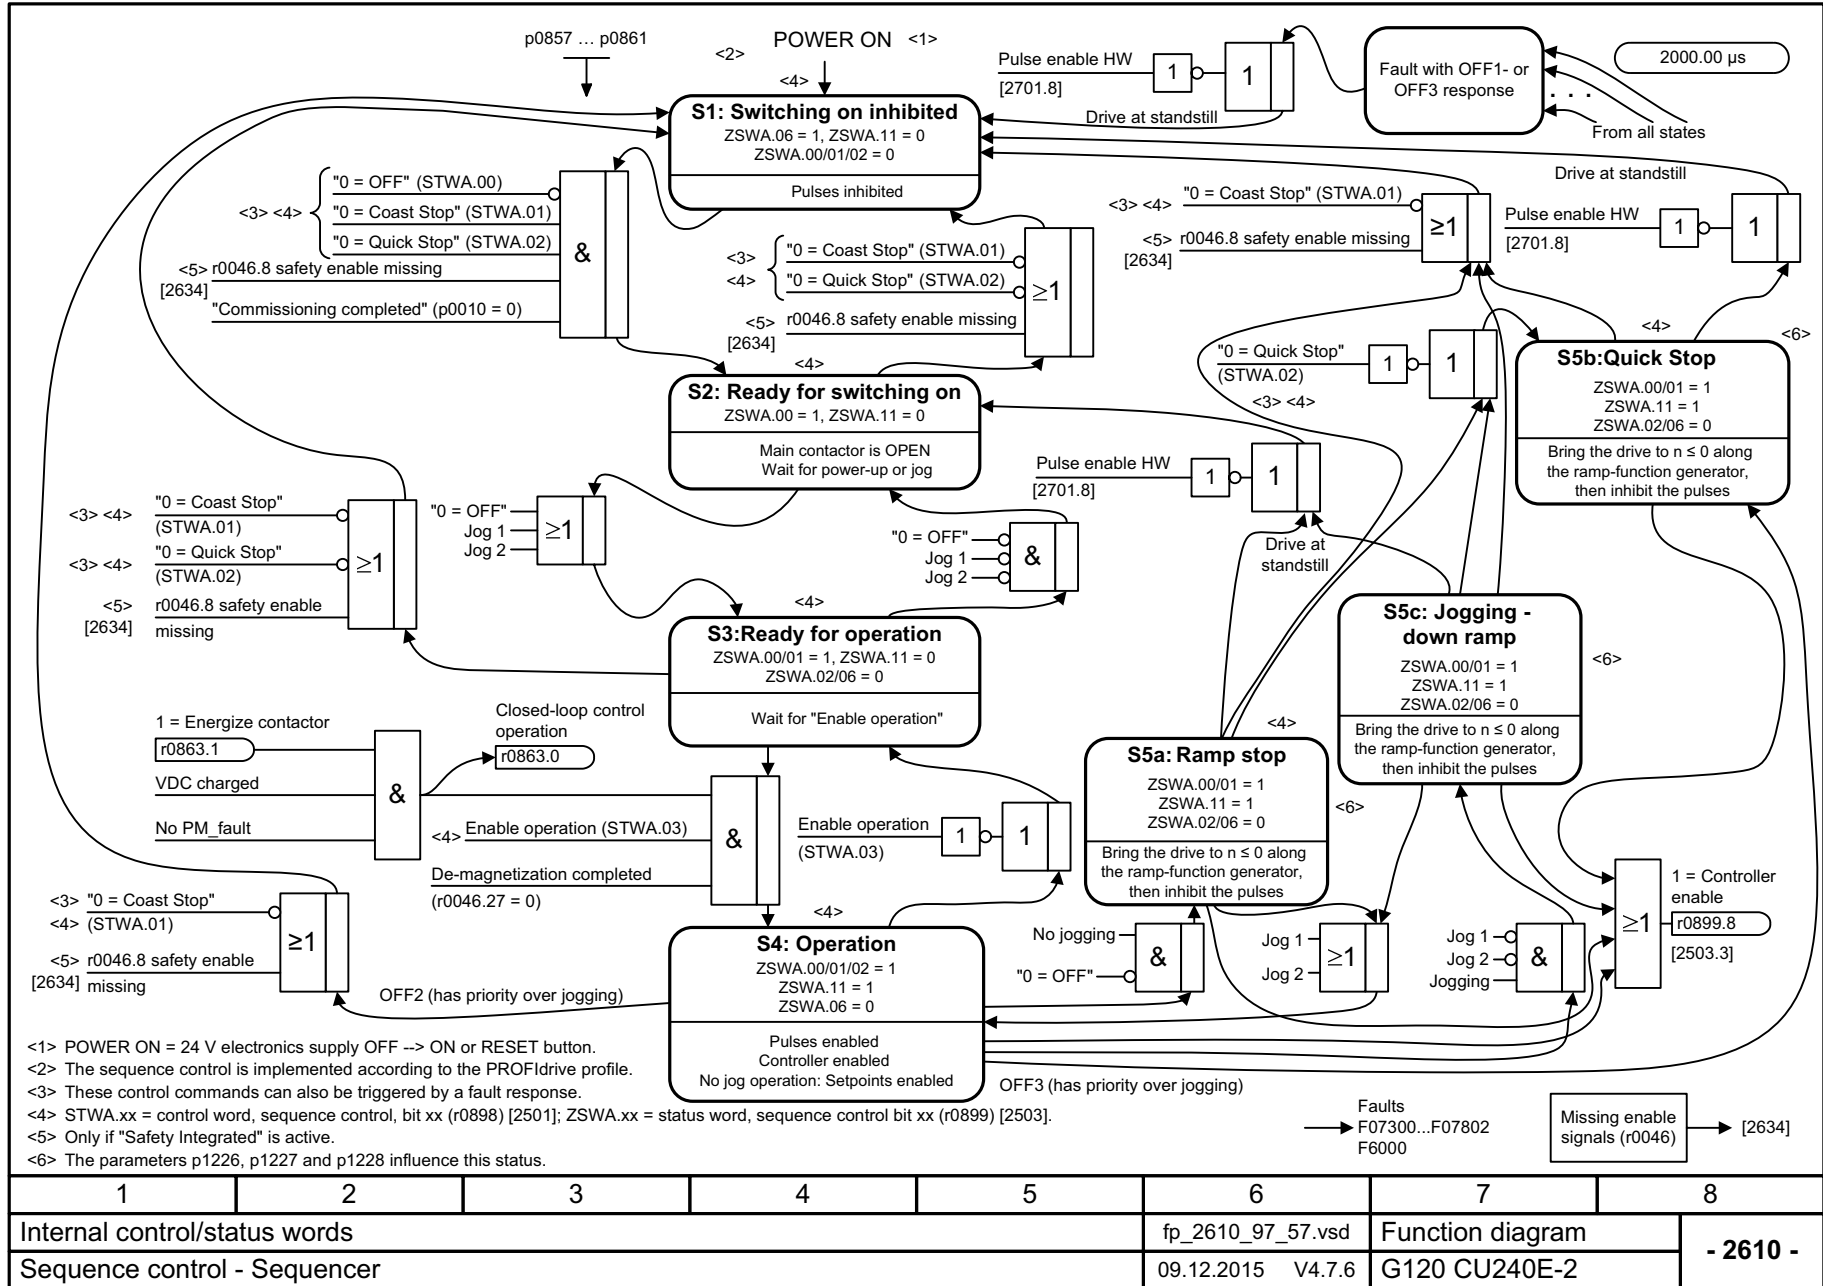 p0857 ... p0861
<2>
POWER ON <1>
<4>
S1: Switching on inhibited
ZSWA.06 = 1, ZSWA.11 = 0
ZSWA.00/01/02 = 0
Pulses inhibited
Pulse enable HW
[2701.8]
1
1
Drive at standstill
Fault with OFF1- or
OFF3 response
. . .
From all states
2000.00 µs
<3> <4>
"0 = OFF" (STWA.00)
"0 = Coast Stop" (STWA.01)
"0 = Quick Stop" (STWA.02)
<5> r0046.8 safety enable missing
[2634]
"Commissioning completed" (p0010 = 0)
&
<3>
<4>
"0 = Coast Stop" (STWA.01)
"0 = Quick Stop" (STWA.02)
<5> r0046.8 safety enable missing
[2634]
≥1
"0 = Coast Stop" (STWA.01)
<3> <4>
<5> r0046.8 safety enable missing
[2634]
≥1
Drive at standstill
Pulse enable HW
[2701.8]
1
1
<4>
S2: Ready for switching on
ZSWA.00 = 1, ZSWA.11 = 0
Main contactor is OPEN
Wait for power-up or jog
"0 = Quick Stop"
(STWA.02)
<3> <4>
1
1
<4>
<6>
S5b:Quick Stop
ZSWA.00/01 = 1
ZSWA.11 = 1
ZSWA.02/06 = 0
Bring the drive to n ≤ 0 along
the ramp-function generator,
then inhibit the pulses
Pulse enable HW
[2701.8]
1
1
Drive at
standstill
<3> <4>
"0 = Coast Stop"
(STWA.01)
<3> <4>
"0 = Quick Stop"
(STWA.02)
<5>
[2634]
r0046.8 safety enable
missing
≥1
"0 = OFF"
Jog 1
Jog 2
≥1
"0 = OFF"
Jog 1
Jog 2
&
<4>
S3:Ready for operation
ZSWA.00/01 = 1, ZSWA.11 = 0
ZSWA.02/06 = 0
Wait for "Enable operation"
S5c: Jogging -
down ramp
ZSWA.00/01 = 1
ZSWA.11 = 1
ZSWA.02/06 = 0
Bring the drive to n ≤ 0 along
the ramp-function generator,
then inhibit the pulses
<6>
<4>
S5a: Ramp stop
ZSWA.00/01 = 1
ZSWA.11 = 1
ZSWA.02/06 = 0
Bring the drive to n ≤ 0 along
the ramp-function generator,
then inhibit the pulses
<6>
1 = Energize contactor
r0863.1
VDC charged
No PM_fault
&
Closed-loop control
operation
r0863.0
<4> Enable operation (STWA.03)
De-magnetization completed
(r0046.27 = 0)
&
Enable operation
(STWA.03)
1
1
<3> "0 = Coast Stop"
<4> (STWA.01)
<5> r0046.8 safety enable
[2634] missing
≥1
OFF2 (has priority over jogging)
<4>
S4: Operation
ZSWA.00/01/02 = 1
ZSWA.11 = 1
ZSWA.06 = 0
Pulses enabled
Controller enabled
No jog operation: Setpoints enabled
No jogging
"0 = OFF"
&
Jog 1
Jog 2
≥1
Jog 1
Jog 2
Jogging
&
≥1
1 = Controller
enable
r0899.8
[2503.3]
OFF3 (has priority over jogging)
<1> POWER ON = 24 V electronics supply OFF --> ON or RESET button.
<2> The sequence control is implemented according to the PROFIdrive profile.
<3> These control commands can also be triggered by a fault response.
<4> STWA.xx = control word, sequence control, bit xx (r0898) [2501]; ZSWA.xx = status word, sequence control bit xx (r0899) [2503].
<5> Only if "Safety Integrated" is active.
<6> The parameters p1226, p1227 and p1228 influence this status.
Faults
F07300...F07802
F6000
Missing enable
signals (r0046)
[2634]
1 2 3 4 5 6 7 8
Internal control/status words
fp_2610_97_57.vsd
Function diagram
- 2610 -
Sequence control - Sequencer
09.12.2015 V4.7.6
G120 CU240E-2